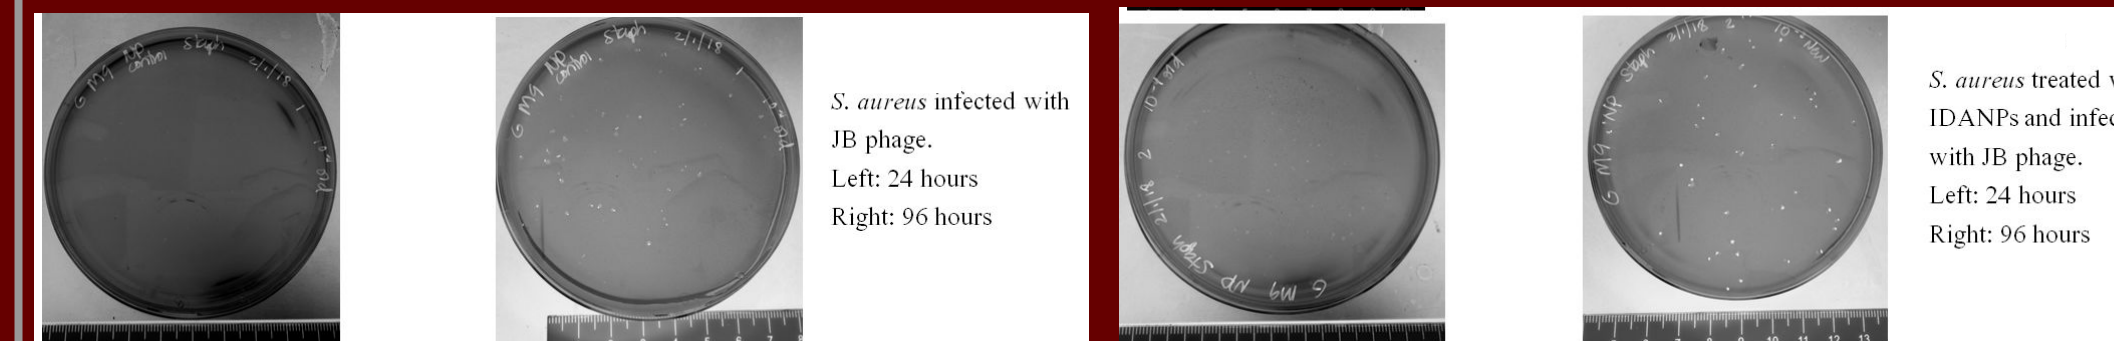 G M9 NP Control Staph 2/1/18 1
G M9 NP Control Staph 2/1/18 1
S. aureus infected with
JB phage.
Left: 24 hours
Right: 96 hours
G M9 NP Staph 2/1/18 2
G M9 NP Staph 2/1/18 2
S. aureus treated
IDANPs and infec
with JB phage.
Left: 24 hours
Right: 96 hours